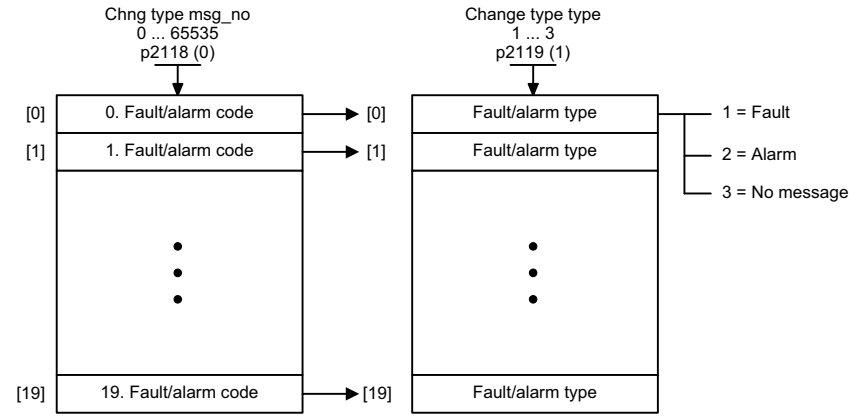 Chng type msg_no
0 ... 65535
p2118 (0)
Change type type
1 ... 3
p2119 (1)
[0] 0. Fault/alarm code [0] Fault/alarm type 1 = Fault
[1] 1. Fault/alarm code [1] Fault/alarm type 2 = Alarm
3 = No message
[19] 19. Fault/alarm code [19] Fault/alarm type